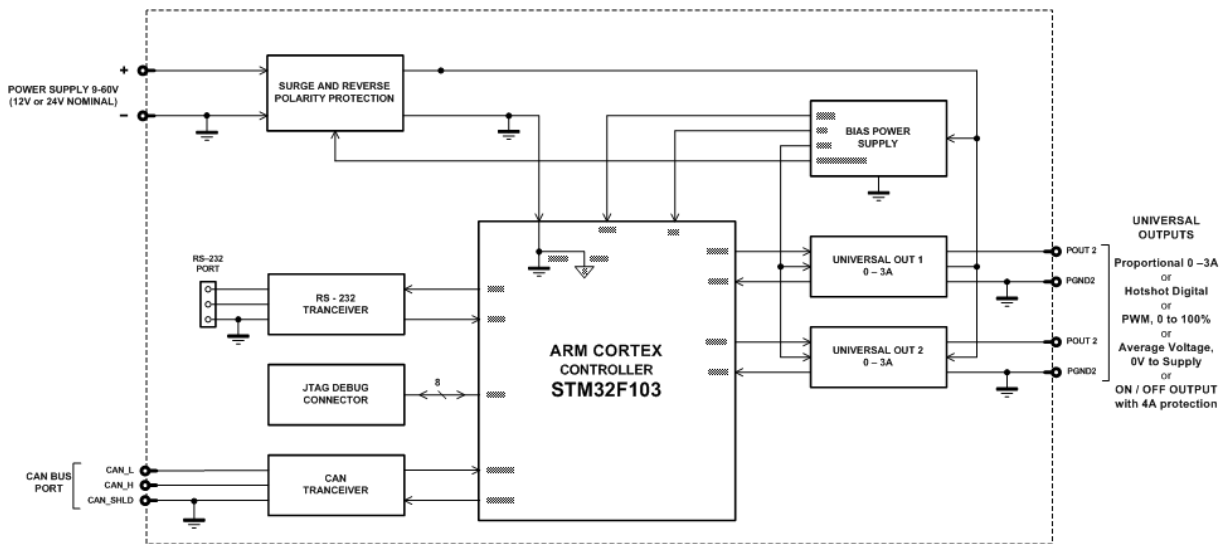 POWER SUPPLY 9-60V
(12V or 24V NOMINAL)
+
–
SURGE AND REVERSE
POLARITY PROTECTION
BIAS POWER
SUPPLY
RS–232
PORT
RS - 232
TRANCEIVER
JTAG DEBUG
CONNECTOR
8
CAN BUS
PORT
CAN_L
CAN_H
CAN_SHLD
CAN
TRANCEIVER
ARM CORTEX
CONTROLLER
STM32F103
UNIVERSAL OUT 1
0 – 3A
UNIVERSAL OUT 2
0 – 3A
POUT 2
PGND2
POUT 2
PGND2
UNIVERSAL
OUTPUTS
Proportional 0 –3A
or
Hotshot Digital
or
PWM, 0 to 100%
or
Average Voltage,
0V to Supply
or
ON / OFF OUTPUT
with 4A protection